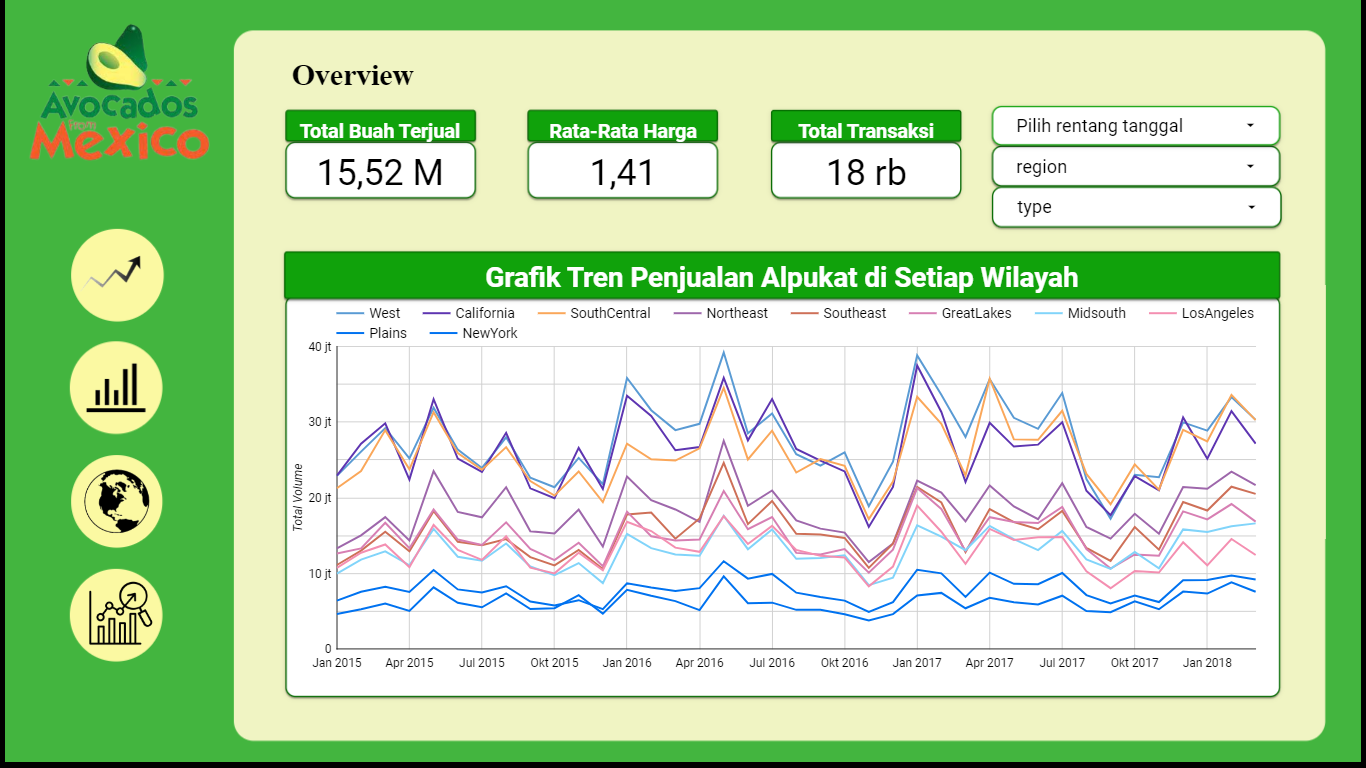 Avocados
from
Mexico
Overview
Total Buah Terjual
15,52 M
Rata-Rata Harga
1,41
Total Transaksi
18 rb
Pilih rentang tanggal
region
type
Grafik Tren Penjualan Alpukat di Setiap Wilayah
West California SouthCentral Northeast Southeast GreatLakes Midsouth LosAngeles
Plains NewYork
Total Volume
40 jt
30 jt
20 jt
10 jt
0
Jan 2015 Apr 2015 Jul 2015 Okt 2015 Jan 2016 Apr 2016 Jul 2016 Okt 2016 Jan 2017 Apr 2017 Jul 2017 Okt 2017 Jan 2018